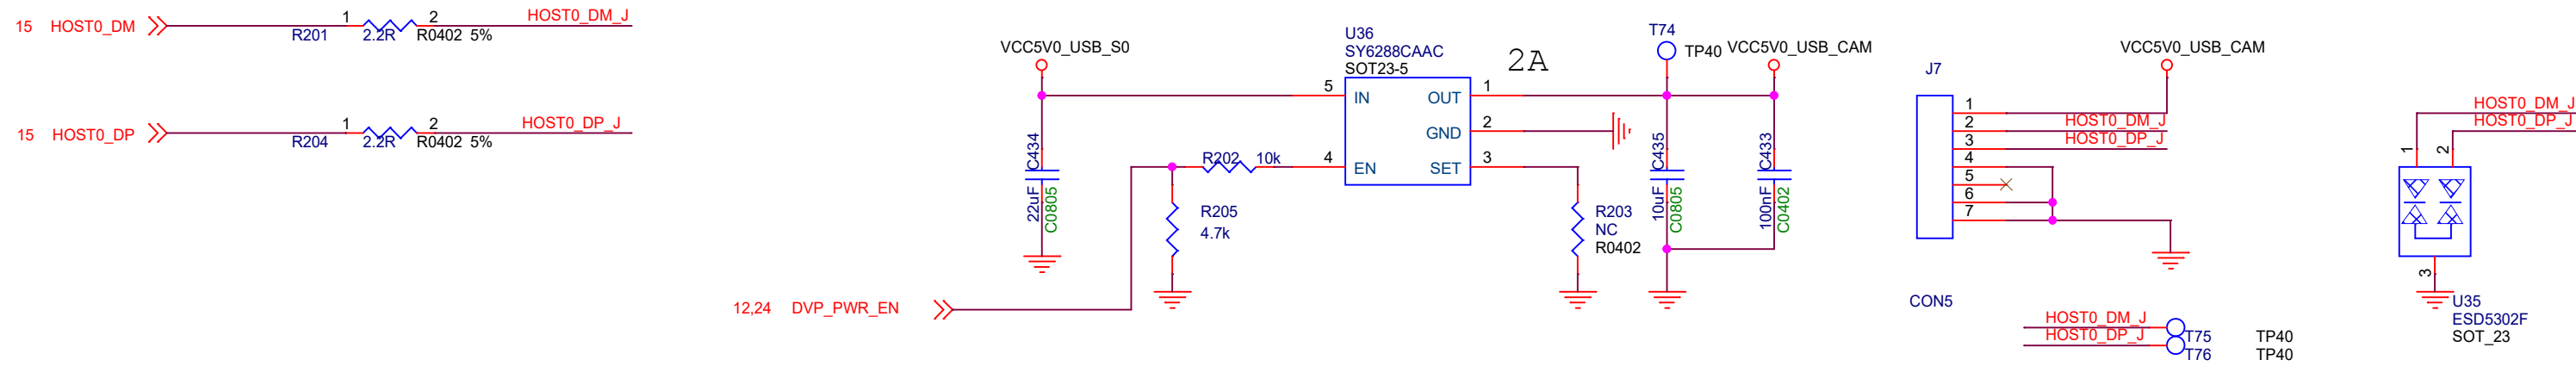 15 HOST0_DM
1
2
HOST0_DM_J
R201
2.2R
R0402 5%
15 HOST0_DP
1
2
HOST0_DP_J
R204
2.2R
R0402 5%
VCC5V0_USB_S0
C434
22uF
C0805
12,24 DVP_PWR_EN
R202 10k
R205
4.7k
U36
SY6288CAAC
SOT23-5
5
IN
4
EN
OUT
1
GND
2
SET
3
2A
R203
NC
R0402
T74
TP40
VCC5V0_USB_CAM
C435
10uF
C0805
C433
100nF
C0402
J7
VCC5V0_USB_CAM
1
2
HOST0_DM_J
3
HOST0_DP_J
4
5
6
7
CON5
HOST0_DM_J
HOST0_DP_J
T75
TP40
T76
TP40
HOST0_DM_J
HOST0_DP_J
1
2
3
U35
ESD5302F
SOT_23